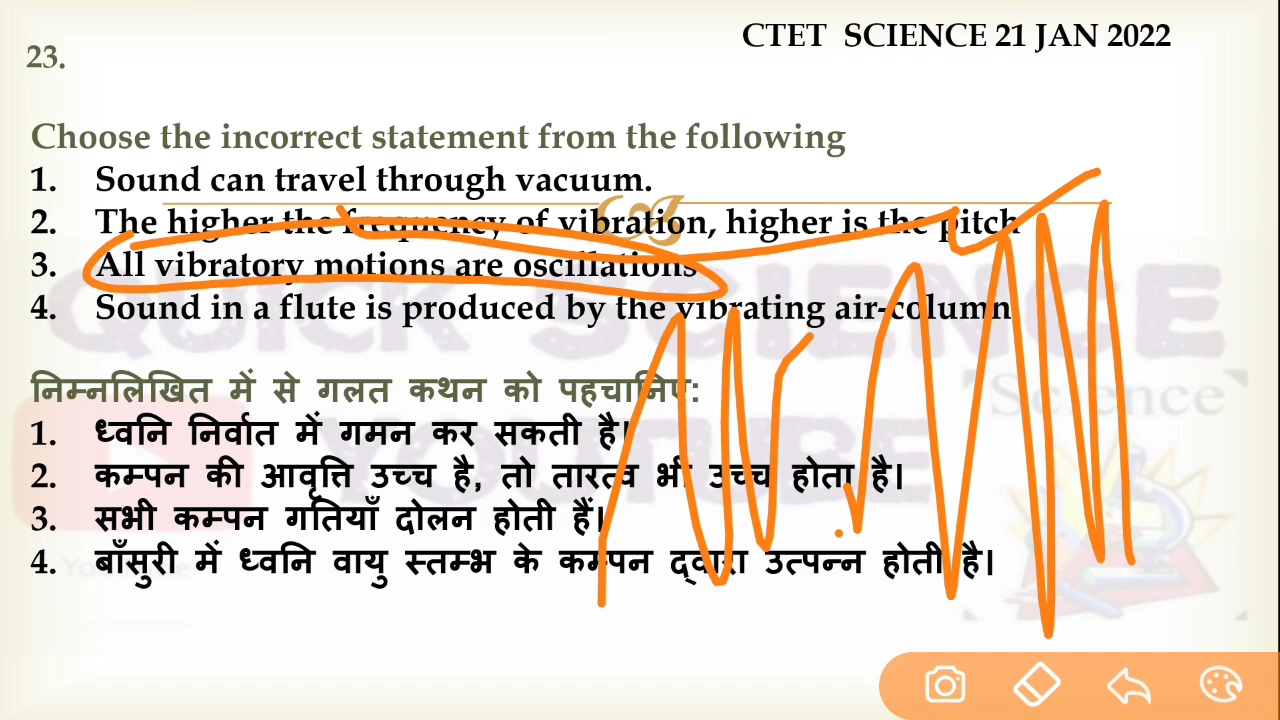 CTET SCIENCE 21 JAN 2022
23.
Choose the incorrect statement from the following
1. Sound can travel through vacuum.
2. The higher the frequency of vibration, higher is the pitch
3. All vibratory motions are oscillations
4. Sound in a flute is produced by the vibrating air-column
निम्नलिखित में से गलत कथन को पहचानिए:
1. ध्वनि निर्वात में गमन कर सकती है।
2. कम्पन की आवृत्ति उच्च है, तो तारत्व भी उच्च होता है।
3. सभी कम्पन गतियाँ दोलन होती हैं।
4. बाँसुरी में ध्वनि वायु स्तम्भ के कम्पन द्वारा उत्पन्न होती है।
QUICK SCIENCE
YOUTUBE
Science